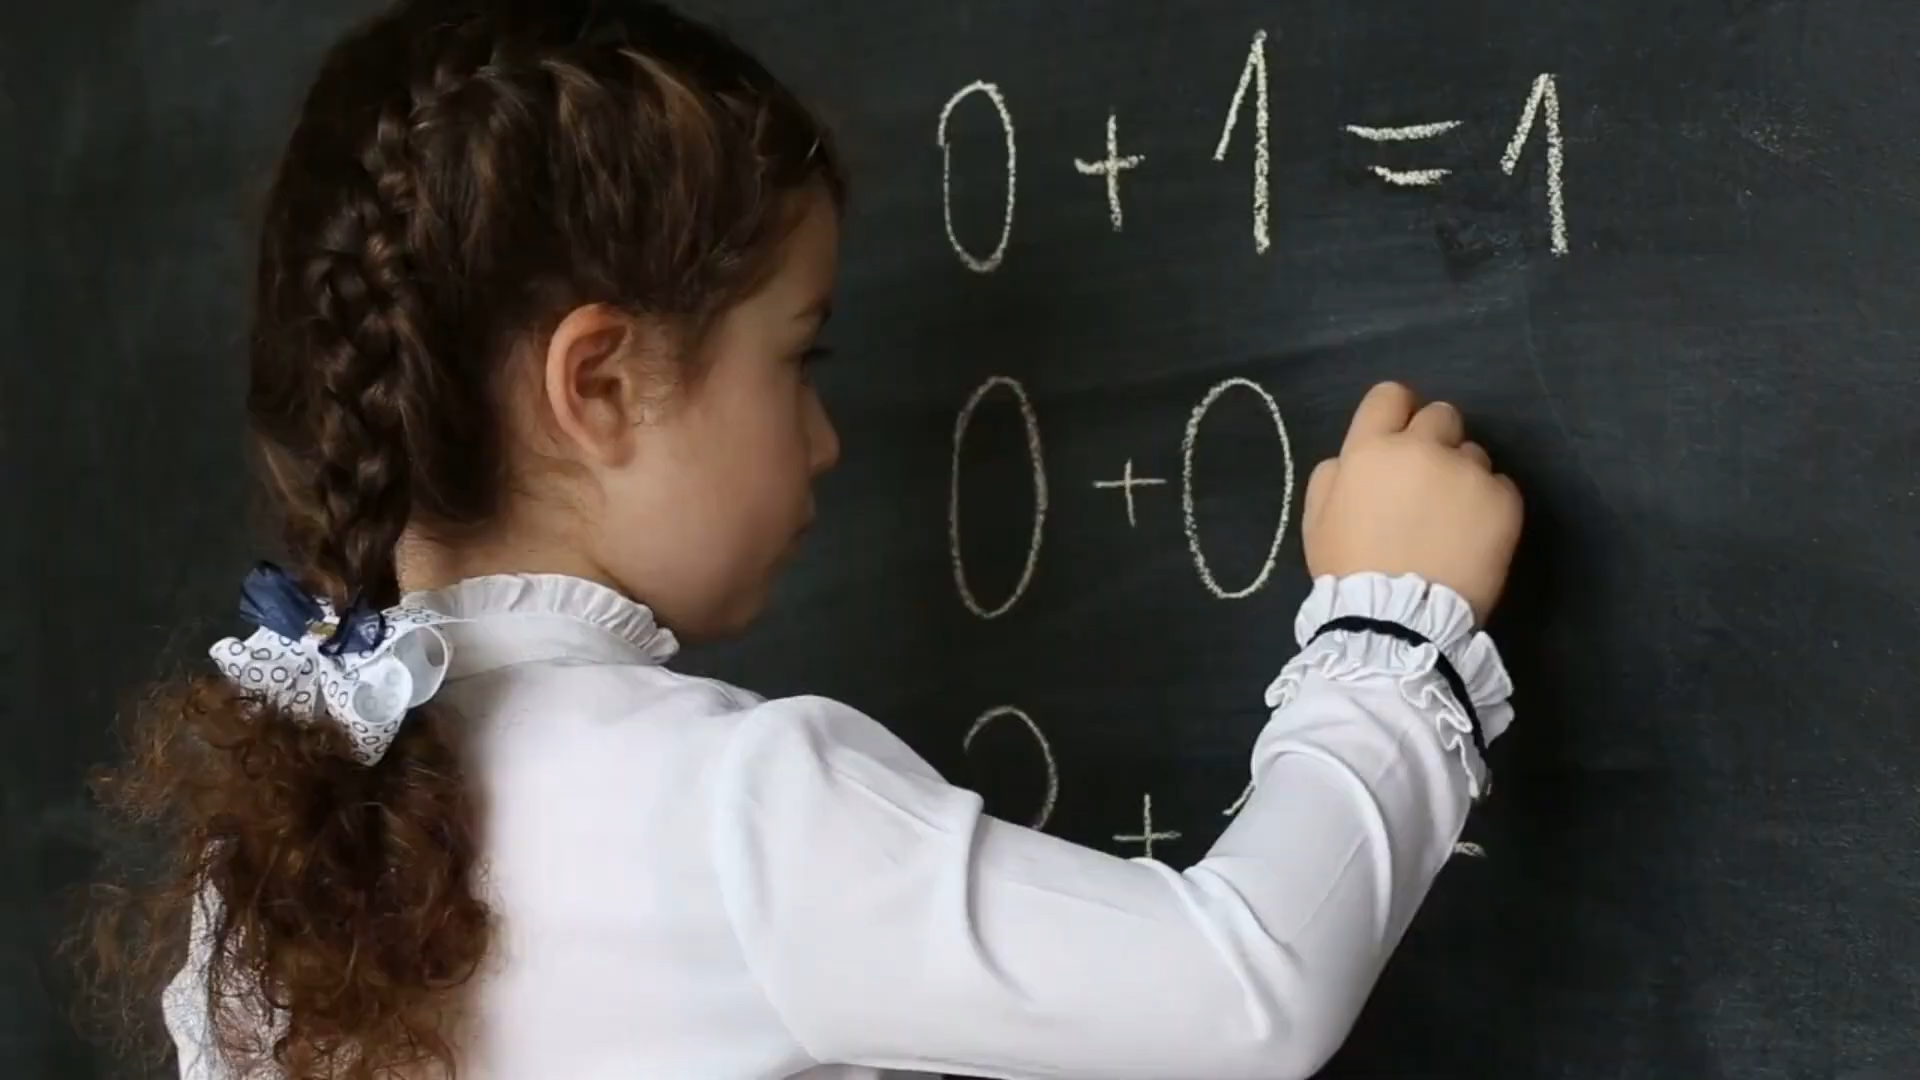 0 + 1 = 1
0 + 0
+